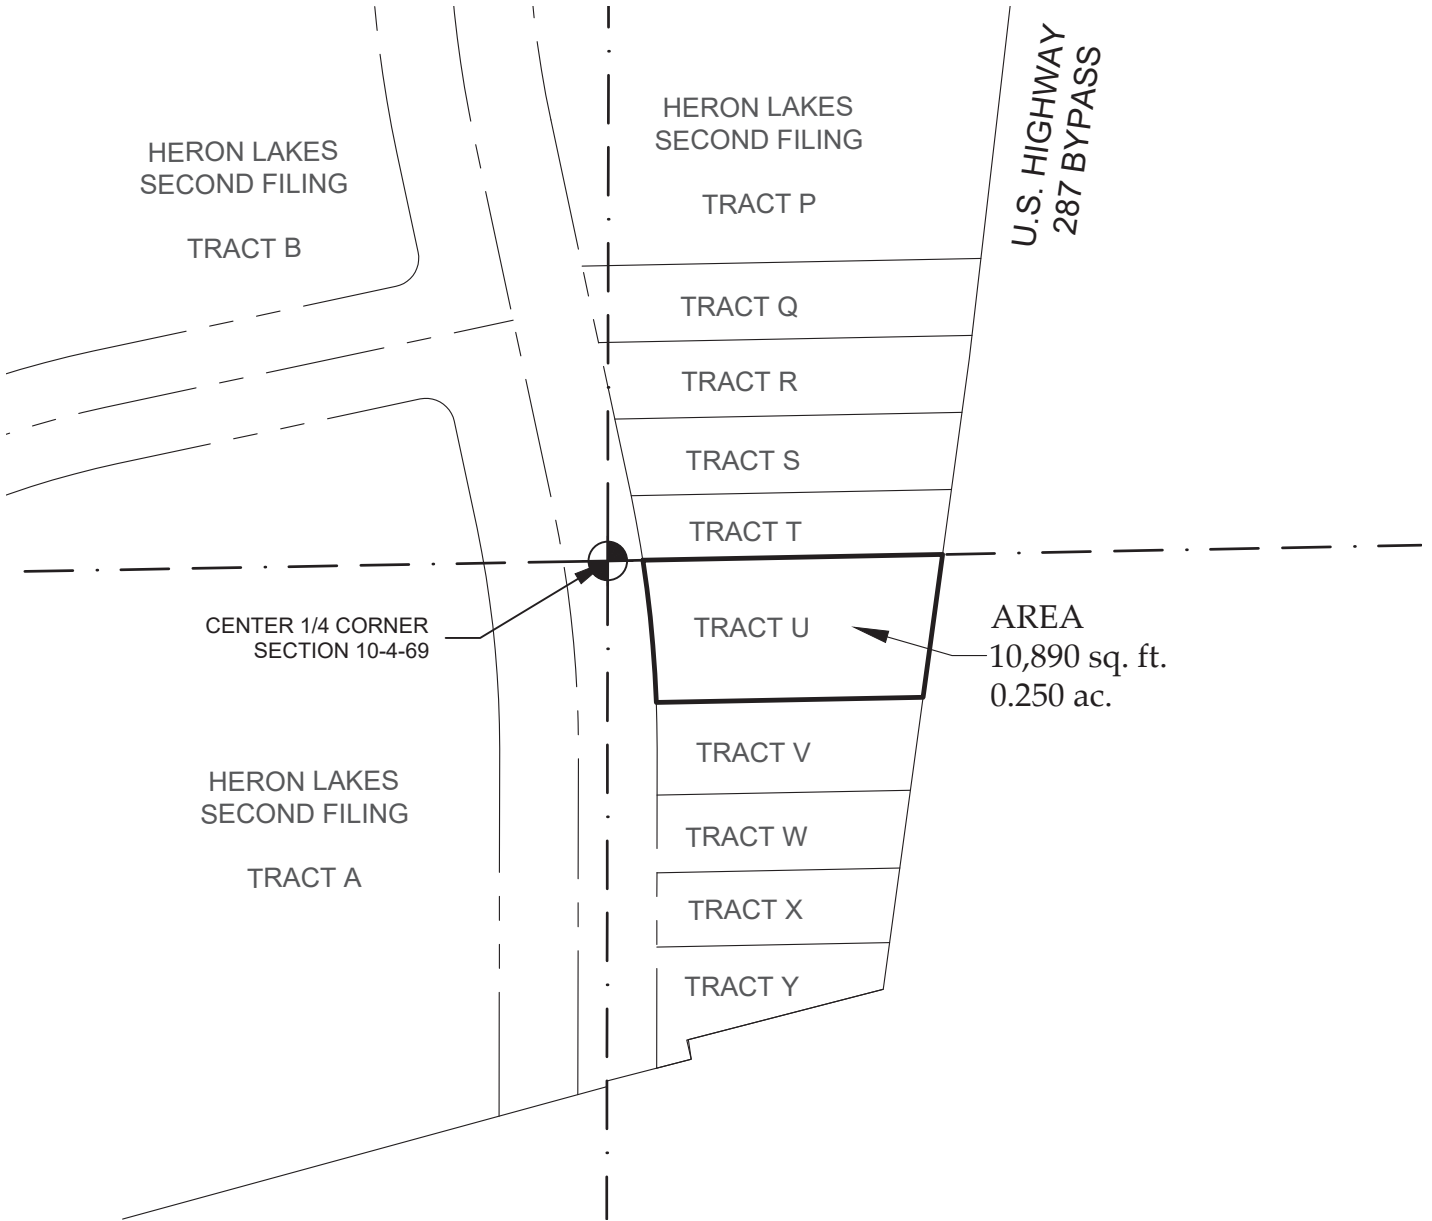 HERON LAKES
SECOND FILING
TRACT B
HERON LAKES
SECOND FILING
TRACT P
U.S. HIGHWAY
287 BYPASS
TRACT Q
TRACT R
TRACT S
TRACT T
CENTER 1/4 CORNER
SECTION 10-4-69
TRACT U
AREA
10,890 sq. ft.
0.250 ac.
TRACT V
HERON LAKES
SECOND FILING
TRACT A
TRACT W
TRACT X
TRACT Y